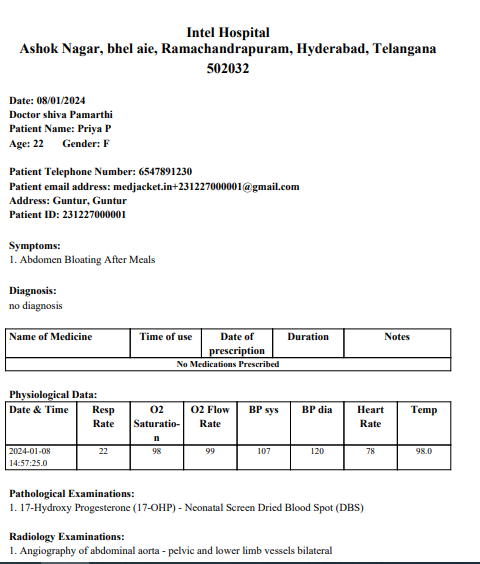 Intel Hospital
Ashok Nagar, bhel aie, Ramachandrapuram, Hyderabad, Telangana
502032
Date: 08/01/2024
Doctor shiva Pamarthi
Patient Name: Priya P
Age: 22 Gender: F
Patient Telephone Number: 6547891230
Patient email address: medjacket.in+231227000001@gmail.com
Address: Guntur, Guntur
Patient ID: 231227000001
Symptoms:
1. Abdomen Bloating After Meals
Diagnosis:
no diagnosis
Name of Medicine Time of use Date of prescription Duration Notes
No Medications Prescribed
Physiological Data:
Date & Time Resp Rate O2 Saturatio-n O2 Flow Rate BP sys BP dia Heart Rate Temp
2024-01-08 14:57:25.0 22 98 99 107 120 78 98.0
Pathological Examinations:
1. 17-Hydroxy Progesterone (17-OHP) - Neonatal Screen Dried Blood Spot (DBS)
Radiology Examinations:
1. Angiography of abdominal aorta - pelvic and lower limb vessels bilateral